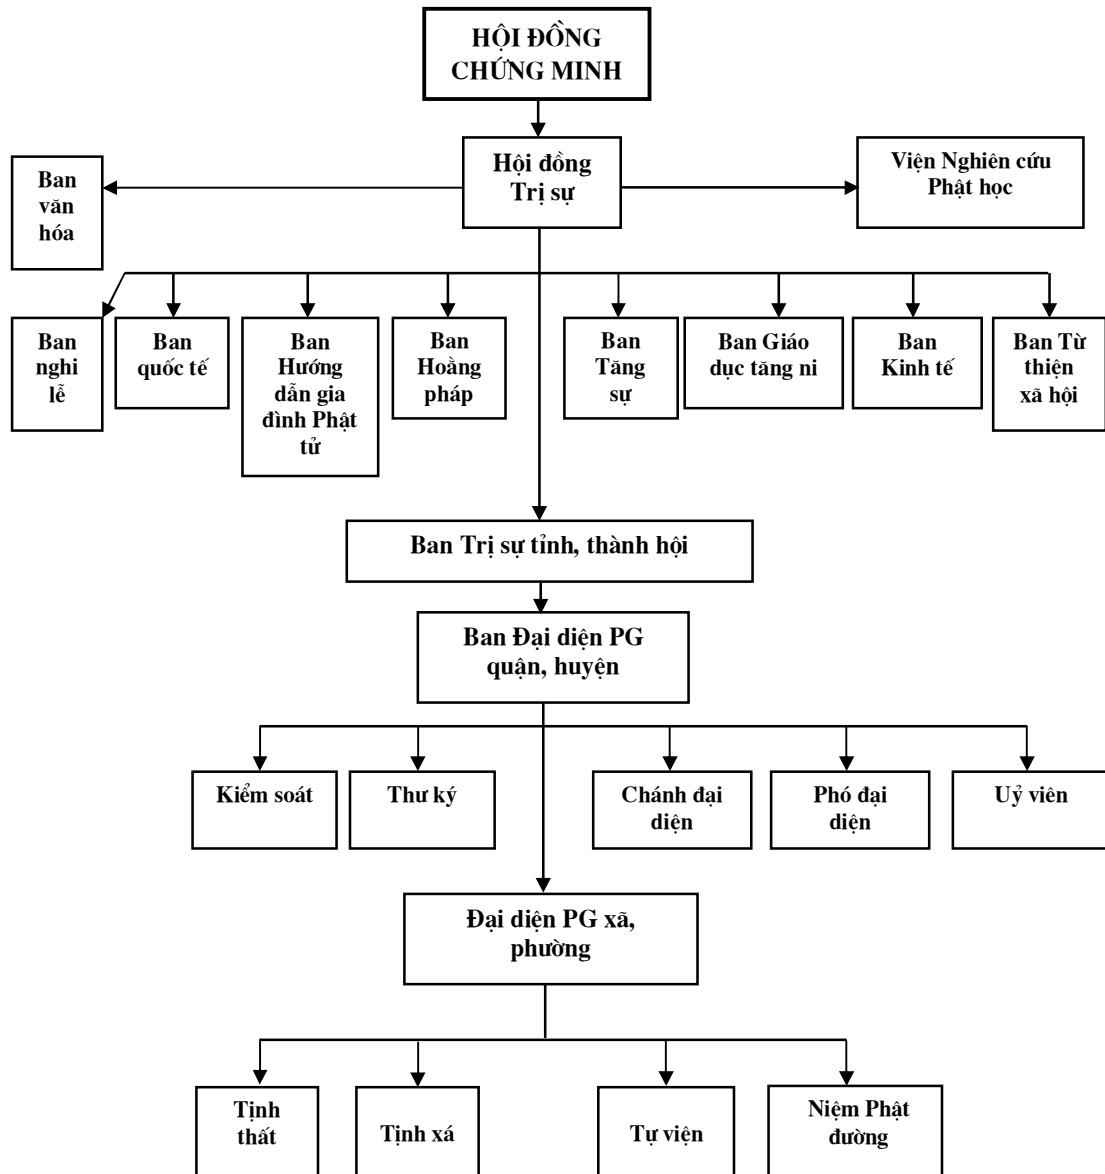 HỘI ĐỒNG
CHỨNG MINH
Hội đồng
Trị sự
Ban
văn
hóa
Viện Nghiên cứu
Phật học
Ban
nghi
lễ
Ban
quốc tế
Ban
Hướng
dẫn gia
đình Phật
tử
Ban
Hoằng
pháp
Ban
Tăng
sự
Ban Giáo
dục tăng ni
Ban
Kinh tế
Ban Từ
thiện
xã hội
Ban Trị sự tỉnh, thành hội
Ban Đại diện PG
quận, huyện
Kiểm soát
Thư ký
Chánh đại
diện
Phó đại
diện
Uỷ viên
Đại diện PG xã,
phường
Tịnh
thất
Tịnh xá
Tự viện
Niệm Phật
đường